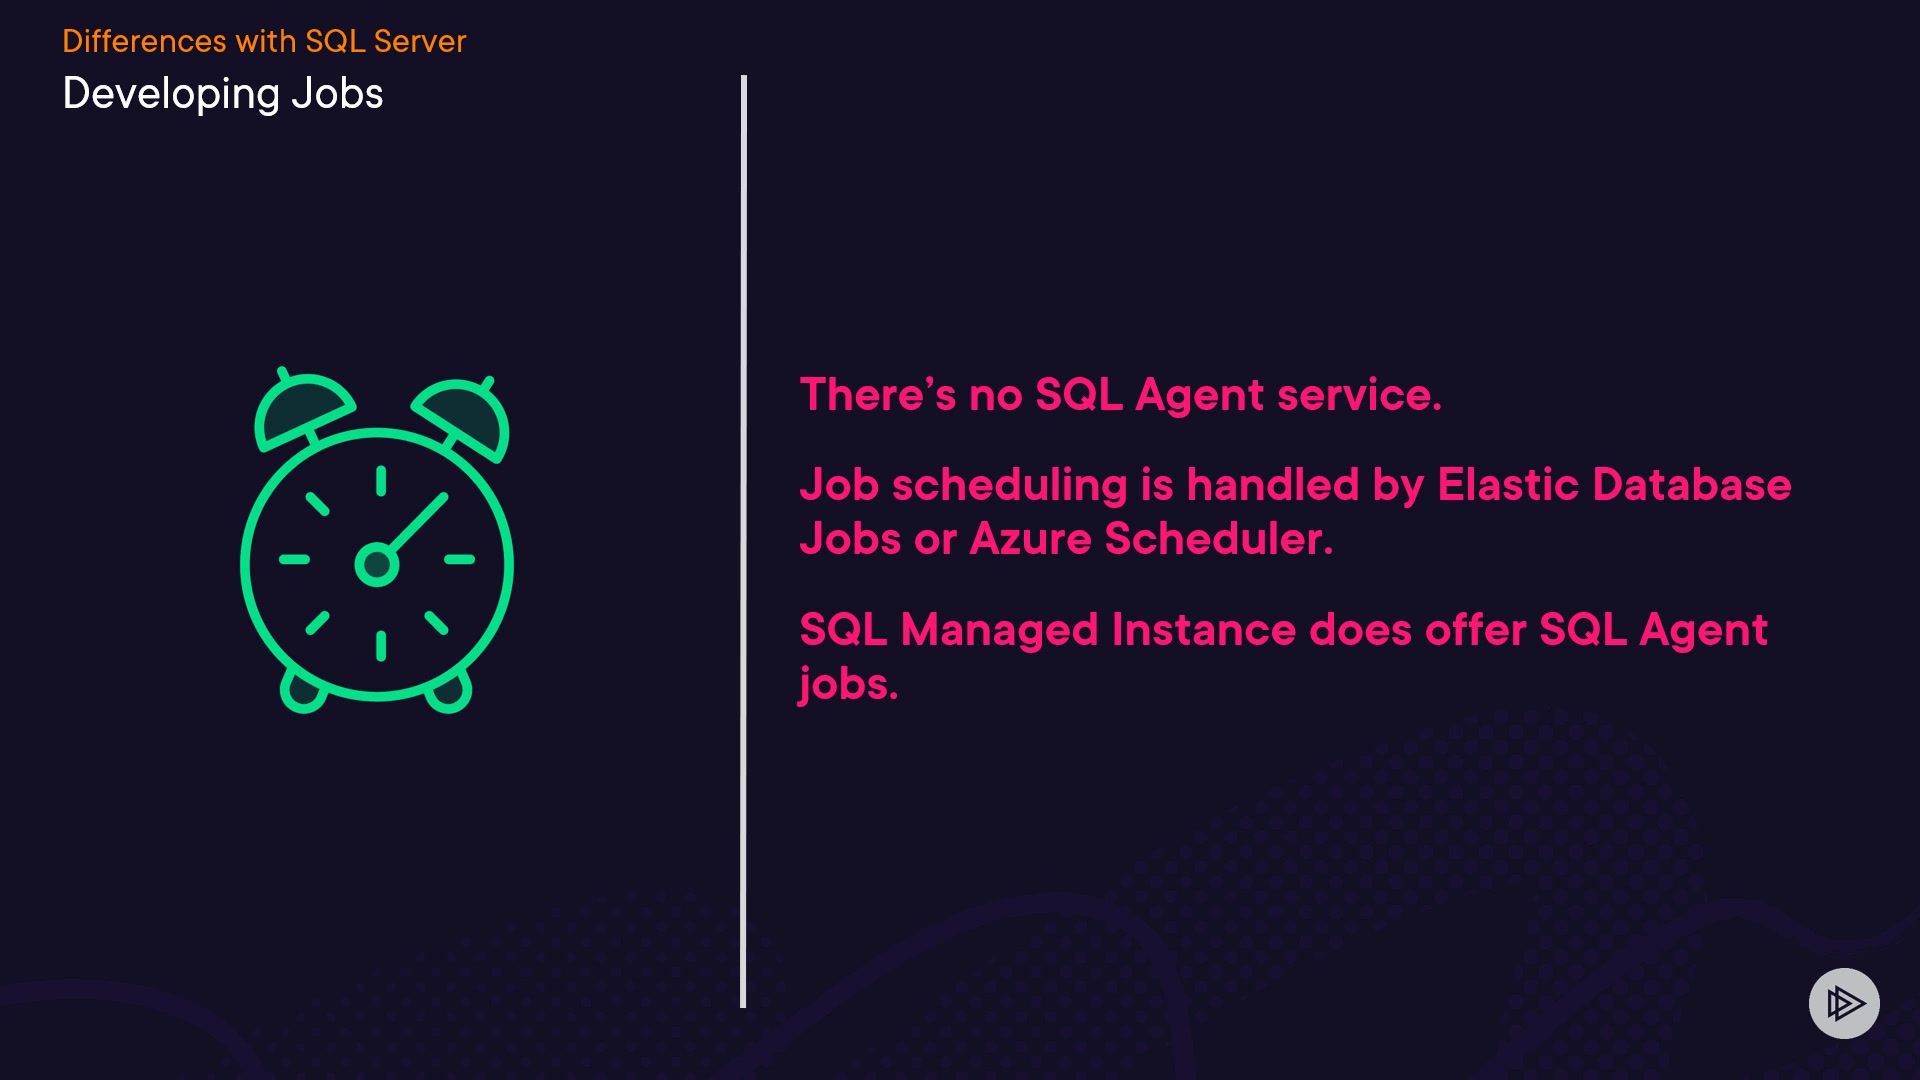 Differences with SQL Server
Developing Jobs
There’s no SQL Agent service.
Job scheduling is handled by Elastic Database
Jobs or Azure Scheduler.
SQL Managed Instance does offer SQL Agent
jobs.